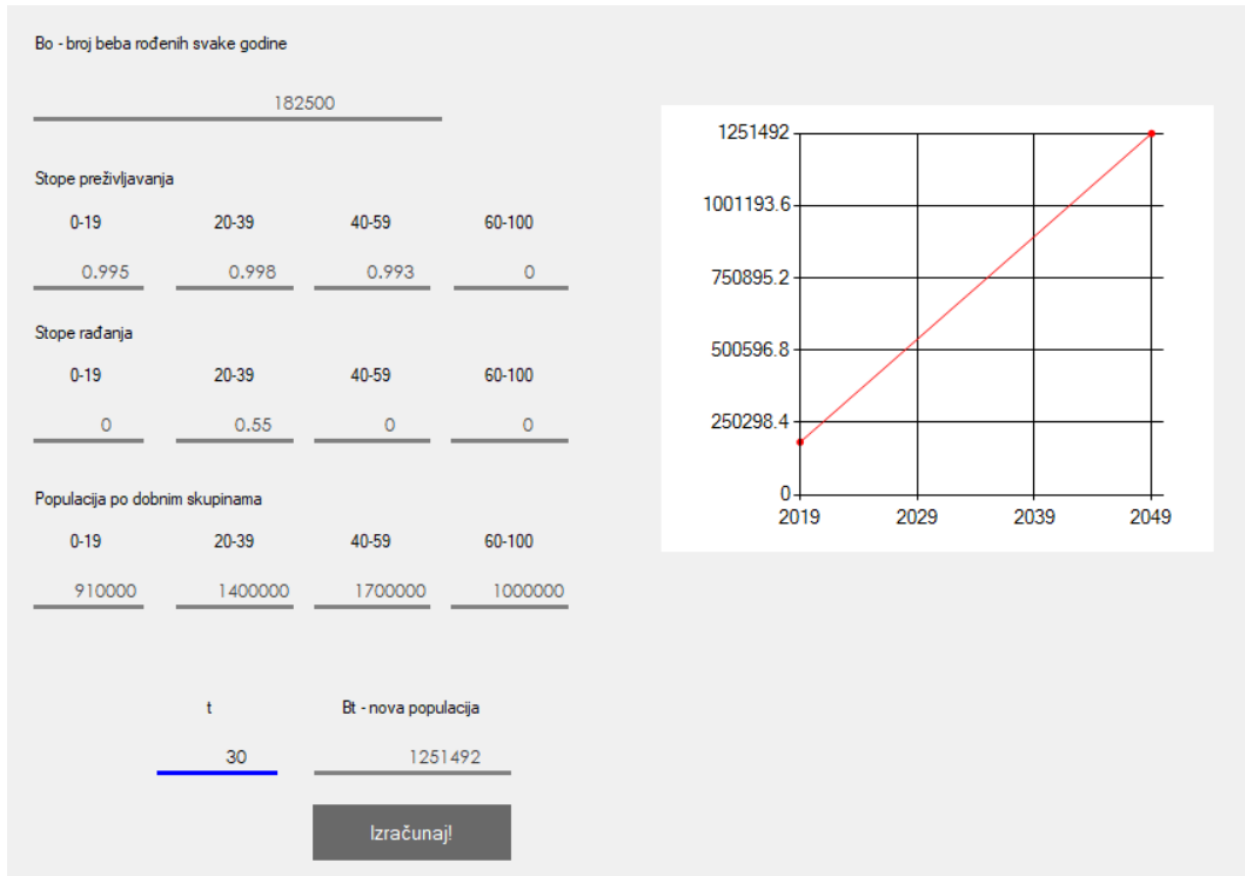 Bo - broj beba rođenih svake godine
182500
Stope preživljavanja
0-19 20-39 40-59 60-100
0.995 0.998 0.993 0
Stope rađanja
0-19 20-39 40-59 60-100
0 0.55 0 0
Populacija po dobnim skupinama
0-19 20-39 40-59 60-100
910000 1400000 1700000 1000000
t Bt - nova populacija
30 1251492
Izračunaj!
1251492
1001193.6
750895.2
500596.8
250298.4
0
2019 2029 2039 2049